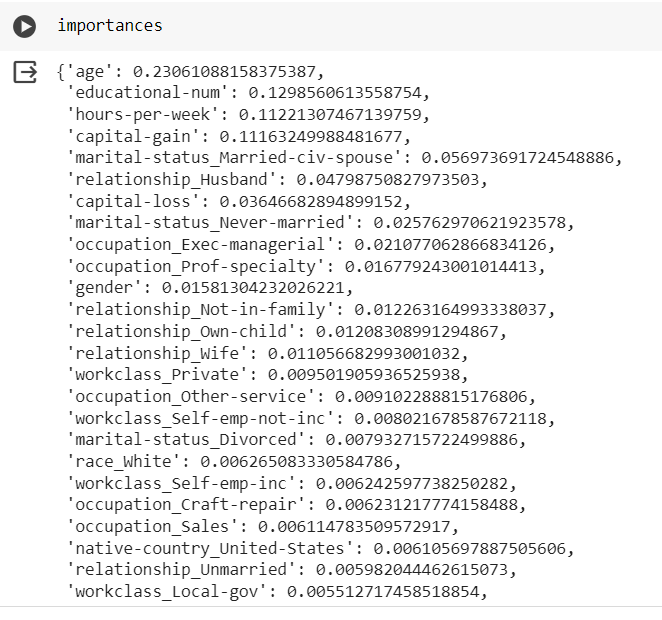 importances
{'age': 0.23061088158375387,
'educational-num': 0.1298560613558754,
'hours-per-week': 0.11221307467139759,
'capital-gain': 0.11163249988481677,
'marital-status_Married-civ-spouse': 0.056973691724548886,
'relationship_Husband': 0.04798750827973503,
'capital-loss': 0.03646682894899152,
'marital-status_Never-married': 0.025762970621923578,
'occupation_Exec-managerial': 0.021077062866834126,
'occupation_Prof-specialty': 0.016779243001014413,
'gender': 0.01581304232026221,
'relationship_Not-in-family': 0.012263164993338037,
'relationship_Own-child': 0.01208308991294867,
'relationship_Wife': 0.011056682993001032,
'workclass_Private': 0.009501905936525938,
'occupation_Other-service': 0.009102288815176806,
'workclass_Self-emp-not-inc': 0.008021678587672118,
'marital-status_Divorced': 0.007932715722499886,
'race_White': 0.006265083330584786,
'workclass_Self-emp-inc': 0.006242597738250282,
'occupation_Craft-repair': 0.006231217774158488,
'occupation_Sales': 0.006114783509572917,
'native-country_United-States': 0.006105697887505606,
'relationship_Unmarried': 0.005982044462615073,
'workclass_Local-gov': 0.005512717458518854,